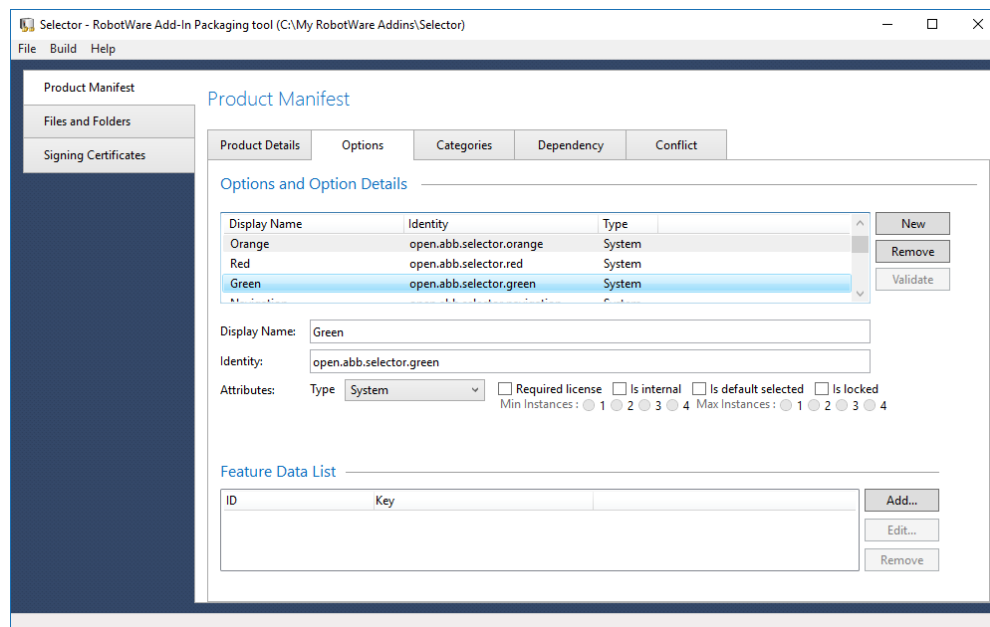 Selector - RobotWare Add-In Packaging tool (C:\My RobotWare Addins\Selector)
File Build Help
Product Manifest
Files and Folders
Signing Certificates
Product Manifest
Product Details Options Categories Dependency Conflict
Options and Option Details
Display Name Identity Type
Orange open.abb.selector.orange System
Red open.abb.selector.red System
Green open.abb.selector.green System
New
Remove
Validate
Display Name: Green
Identity: open.abb.selector.green
Attributes: Type System Required license Is internal Is default selected Is locked
Min Instances : 1 2 3 4 Max Instances : 1 2 3 4
Feature Data List
ID Key
Add...
Edit...
Remove